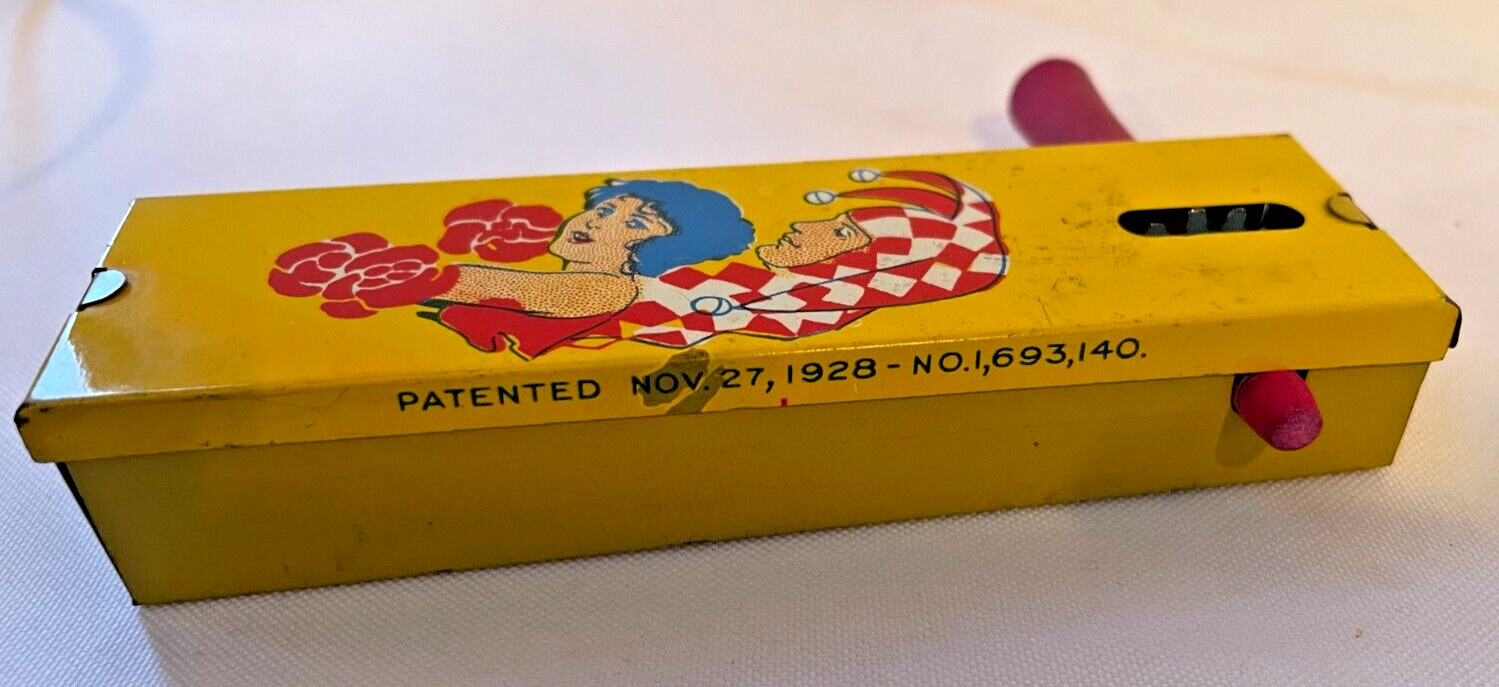 PATENTED NOV. 27, 1928 - NO. 1,693,140.